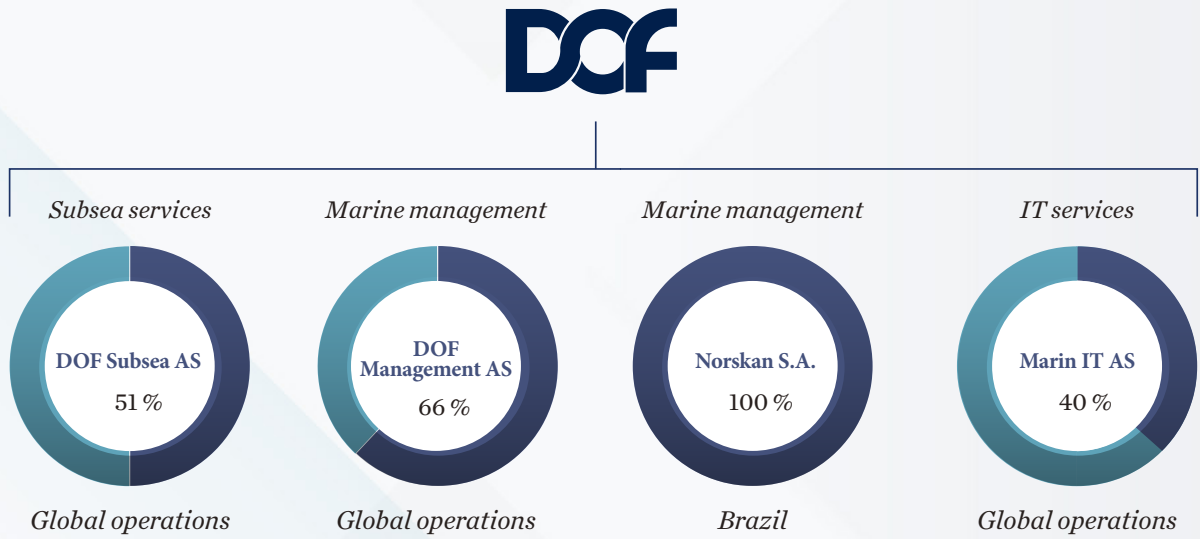 DOF
Subsea services
Marine management
Marine management
IT services
DOF Subsea AS
51 %
DOF
Management AS
66 %
Norskan S.A.
100 %
Marin IT AS
40 %
Global operations
Global operations
Brazil
Global operations